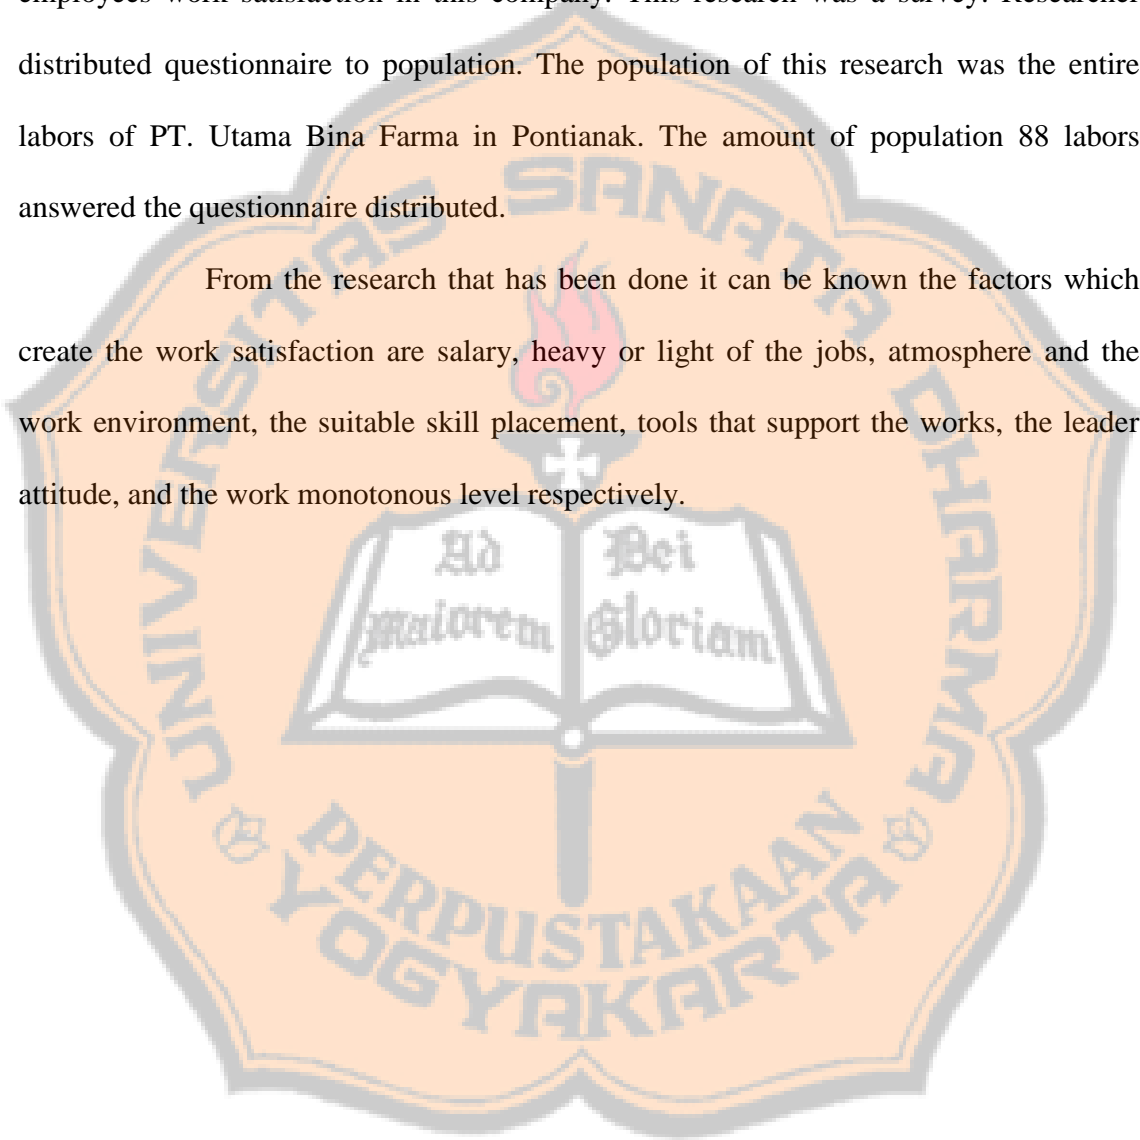 employees work satisfaction in this company. This research was a survey. Researcher
distributed questionnaire to population. The population of this research was the entire
labors of PT. Utama Bina Farma in Pontianak. The amount of population 88 labors
answered the questionnaire distributed.
From the research that has been done it can be known the factors which
create the work satisfaction are salary, heavy or light of the jobs, atmosphere and the
work environment, the suitable skill placement, tools that support the works, the leader
attitude, and the work monotonous level respectively.
UNIVERSITAS SANATA DHARMA
Ad Dei
maiorem Gloriam
PERPUSTAKAAN
YOGYAKARTA